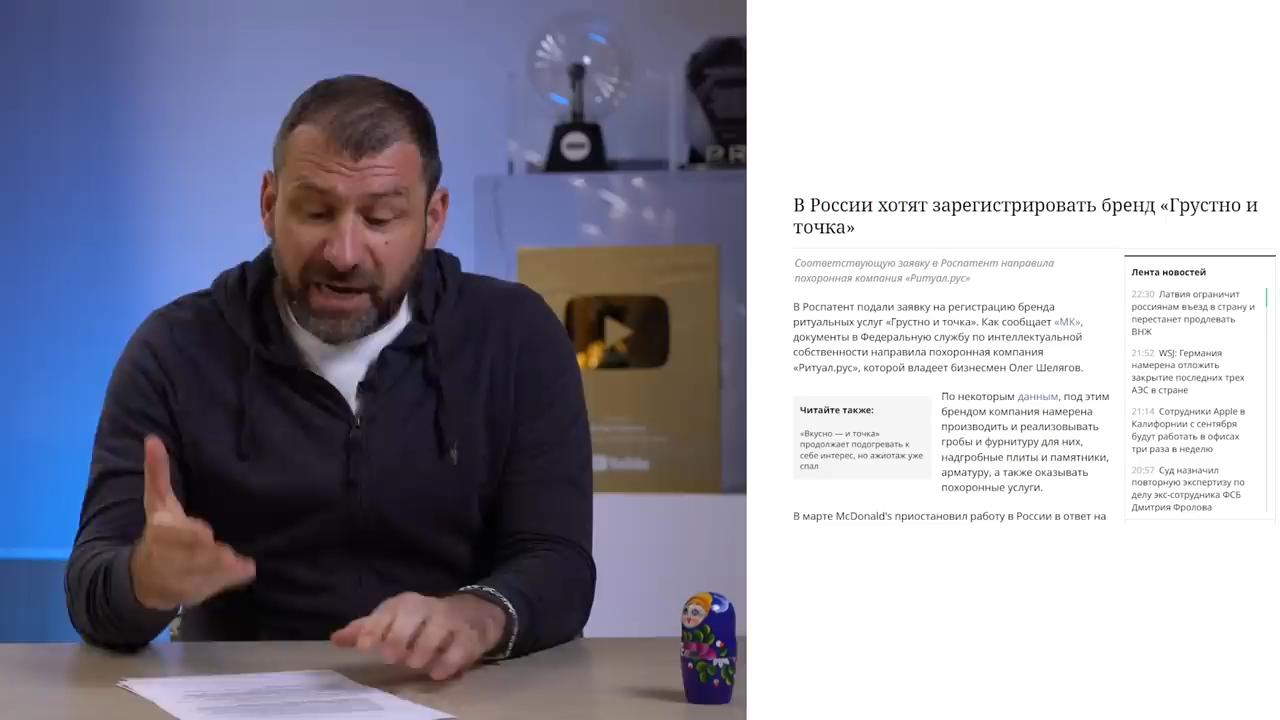 PR
YouTube
В России хотят зарегистрировать бренд «Грустно и
точка»
Соответствующую заявку в Роспатент направила
похоронная компания «Ритуал.рус»
В Роспатент подали заявку на регистрацию бренда
ритуальных услуг «Грустно и точка». Как сообщает «МК»,
документы в Федеральную службу по интеллектуальной
собственности направила похоронная компания
«Ритуал.рус», которой владеет бизнесмен Олег Шелягов.
Читайте также:
«Вкусно — и точка»
продолжает подогревать к
себе интерес, но ажиотаж уже
спал
По некоторым данным, под этим
брендом компания намерена
производить и реализовывать
гробы и фурнитуру для них,
надгробные плиты и памятники,
арматуру, а также оказывать
похоронные услуги.
В марте McDonald's приостановил работу в России в ответ на
Лента новостей
22:30 Латвия ограничит
россиянам въезд в страну и
перестанет продлевать
ВНЖ
21:52 WSJ: Германия
намерена отложить
закрытие последних трех
АЭС в стране
21:14 Сотрудники Apple в
Калифорнии с сентября
будут работать в офисах
три раза в неделю
20:57 Суд назначил
повторную экспертизу по
делу экс-сотрудника ФСБ
Дмитрия Фролова